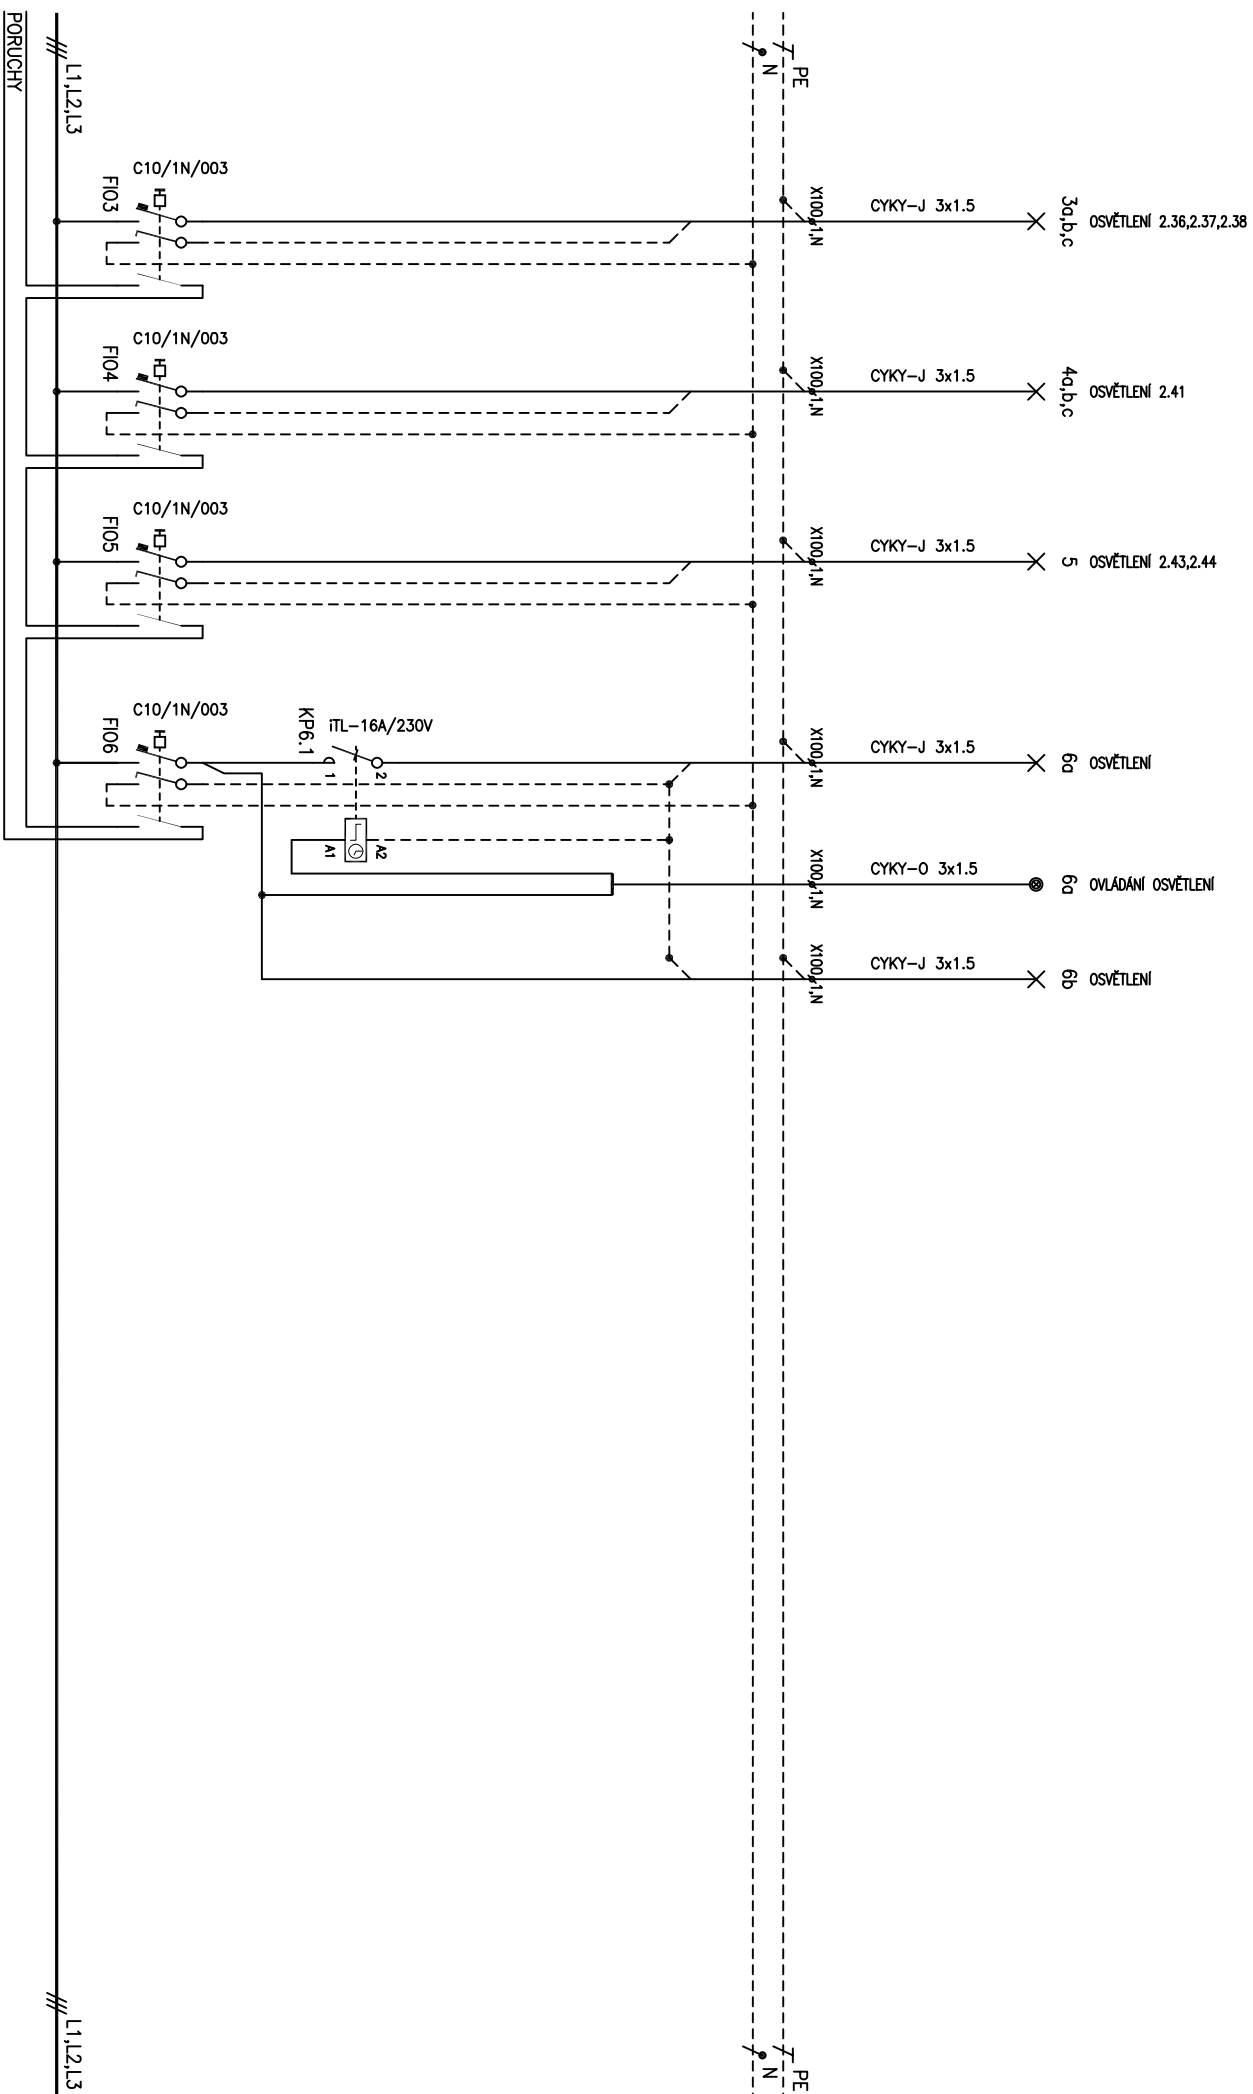 PORUCHY
L1,L2,L3
N
PE
C10/1N/003
FI03
X100
1,N
CYKY-J 3x1.5
3a,b,c
OSVĚTLENÍ 2.36,2.37,2.38
C10/1N/003
FI04
X100
1,N
CYKY-J 3x1.5
4a,b,c
OSVĚTLENÍ 2.41
C10/1N/003
FI05
X100
1,N
CYKY-J 3x1.5
5
OSVĚTLENÍ 2.43,2.44
C10/1N/003
FI06
KP6.1
iTL-16A/230V
1
2
A1
A2
X100
1,N
CYKY-J 3x1.5
6a
OSVĚTLENÍ
X100
1,N
CYKY-O 3x1.5
6a
OVLÁDÁNÍ OSVĚTLENÍ
X100
1,N
CYKY-J 3x1.5
6b
OSVĚTLENÍ
L1,L2,L3
N
PE